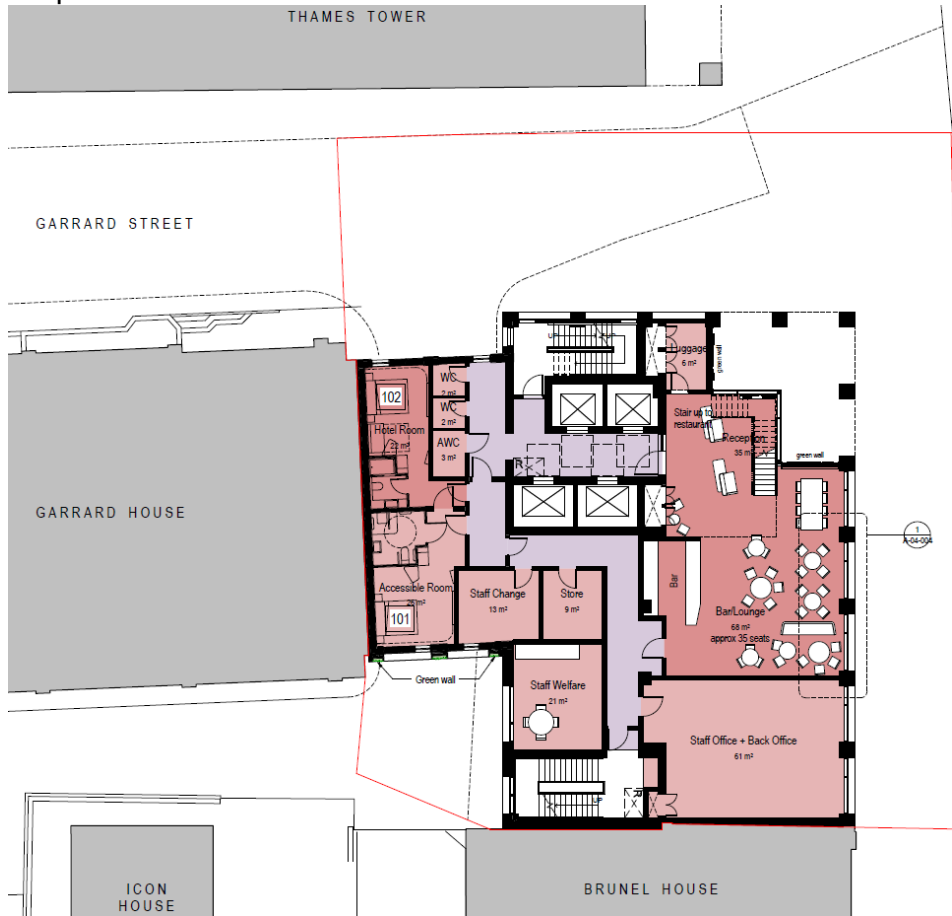 THAMES TOWER
GARRARD STREET
UP
Luggage
6 m²
green wall
WC
2 m²
102
WC
2 m²
Stair up to
restaurant
Hotel Room
Reception
35 m²
AWC
3 m²
green wall
R
GARRARD HOUSE
1
A-04-004
Accessible Room
Staff Change
13 m²
Store
9 m²
Bar
Bar/Lounge
68 m²
approx 35 seats
101
Green wall
Staff Welfare
21 m²
Staff Office + Back Office
61 m²
UP
R
ICON
HOUSE
BRUNEL HOUSE